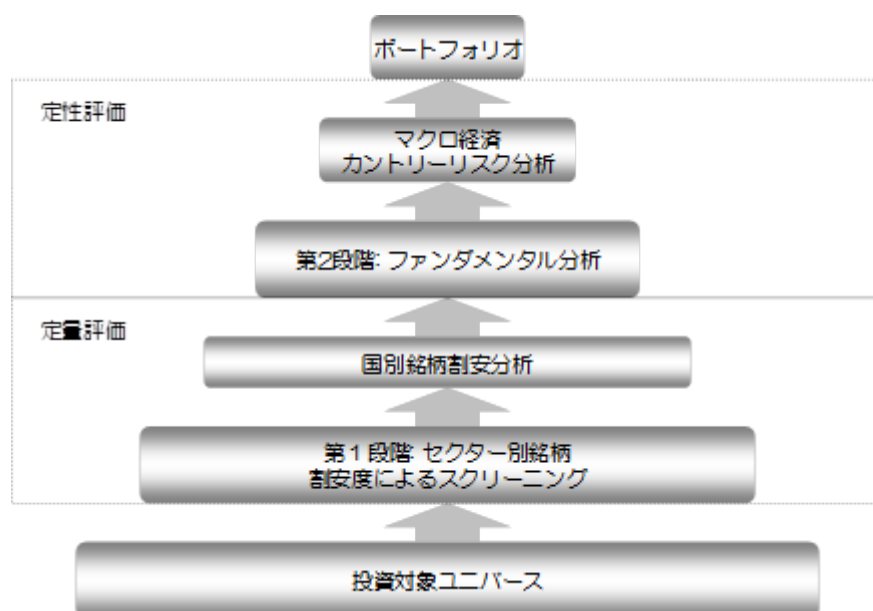 ポートフォリオ
定性評価
マクロ経済
カントリーリスク分析
第2段階: ファンダメンタル分析
定量評価
国別銘柄割安分析
第1段階: セクター別銘柄
割安度によるスクリーニング
投資対象ユニバース